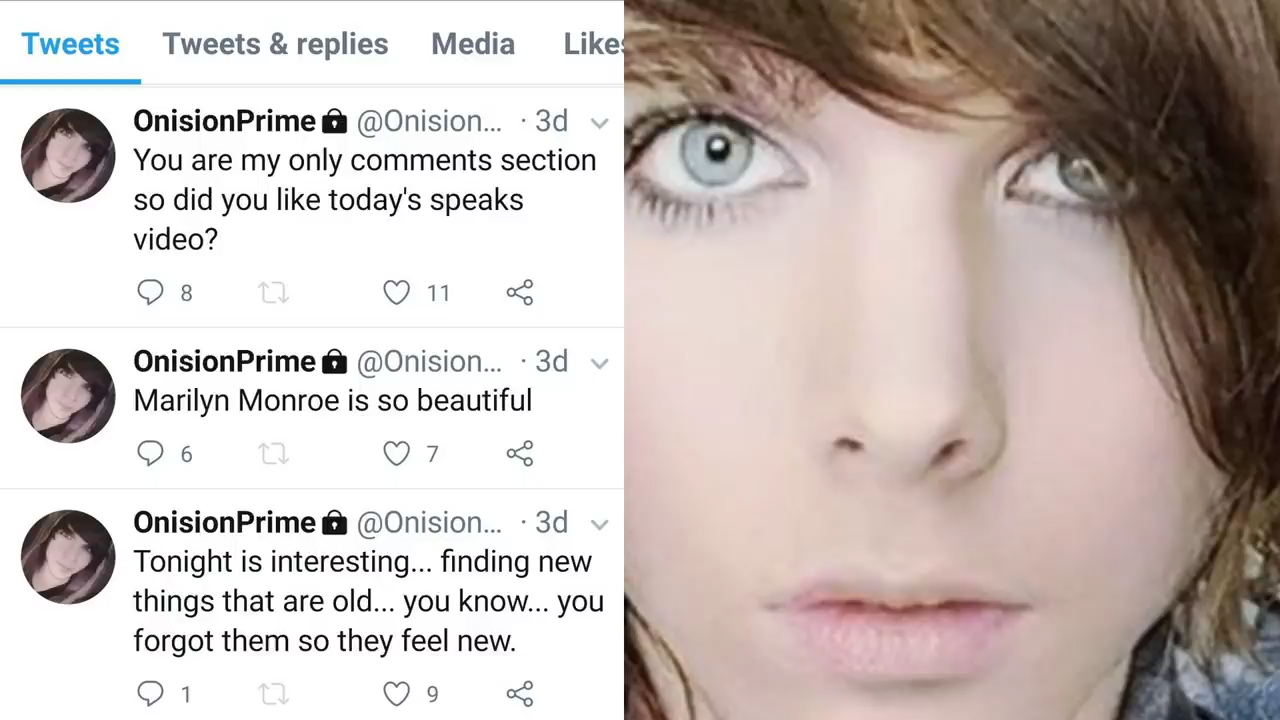 Tweets Tweets & replies Media Likes
OnisionPrime @Onision... · 3d
You are my only comments section
so did you like today's speaks
video?
8 11
OnisionPrime @Onision... · 3d
Marilyn Monroe is so beautiful
6 7
OnisionPrime @Onision... · 3d
Tonight is interesting... finding new
things that are old... you know... you
forgot them so they feel new.
1 9